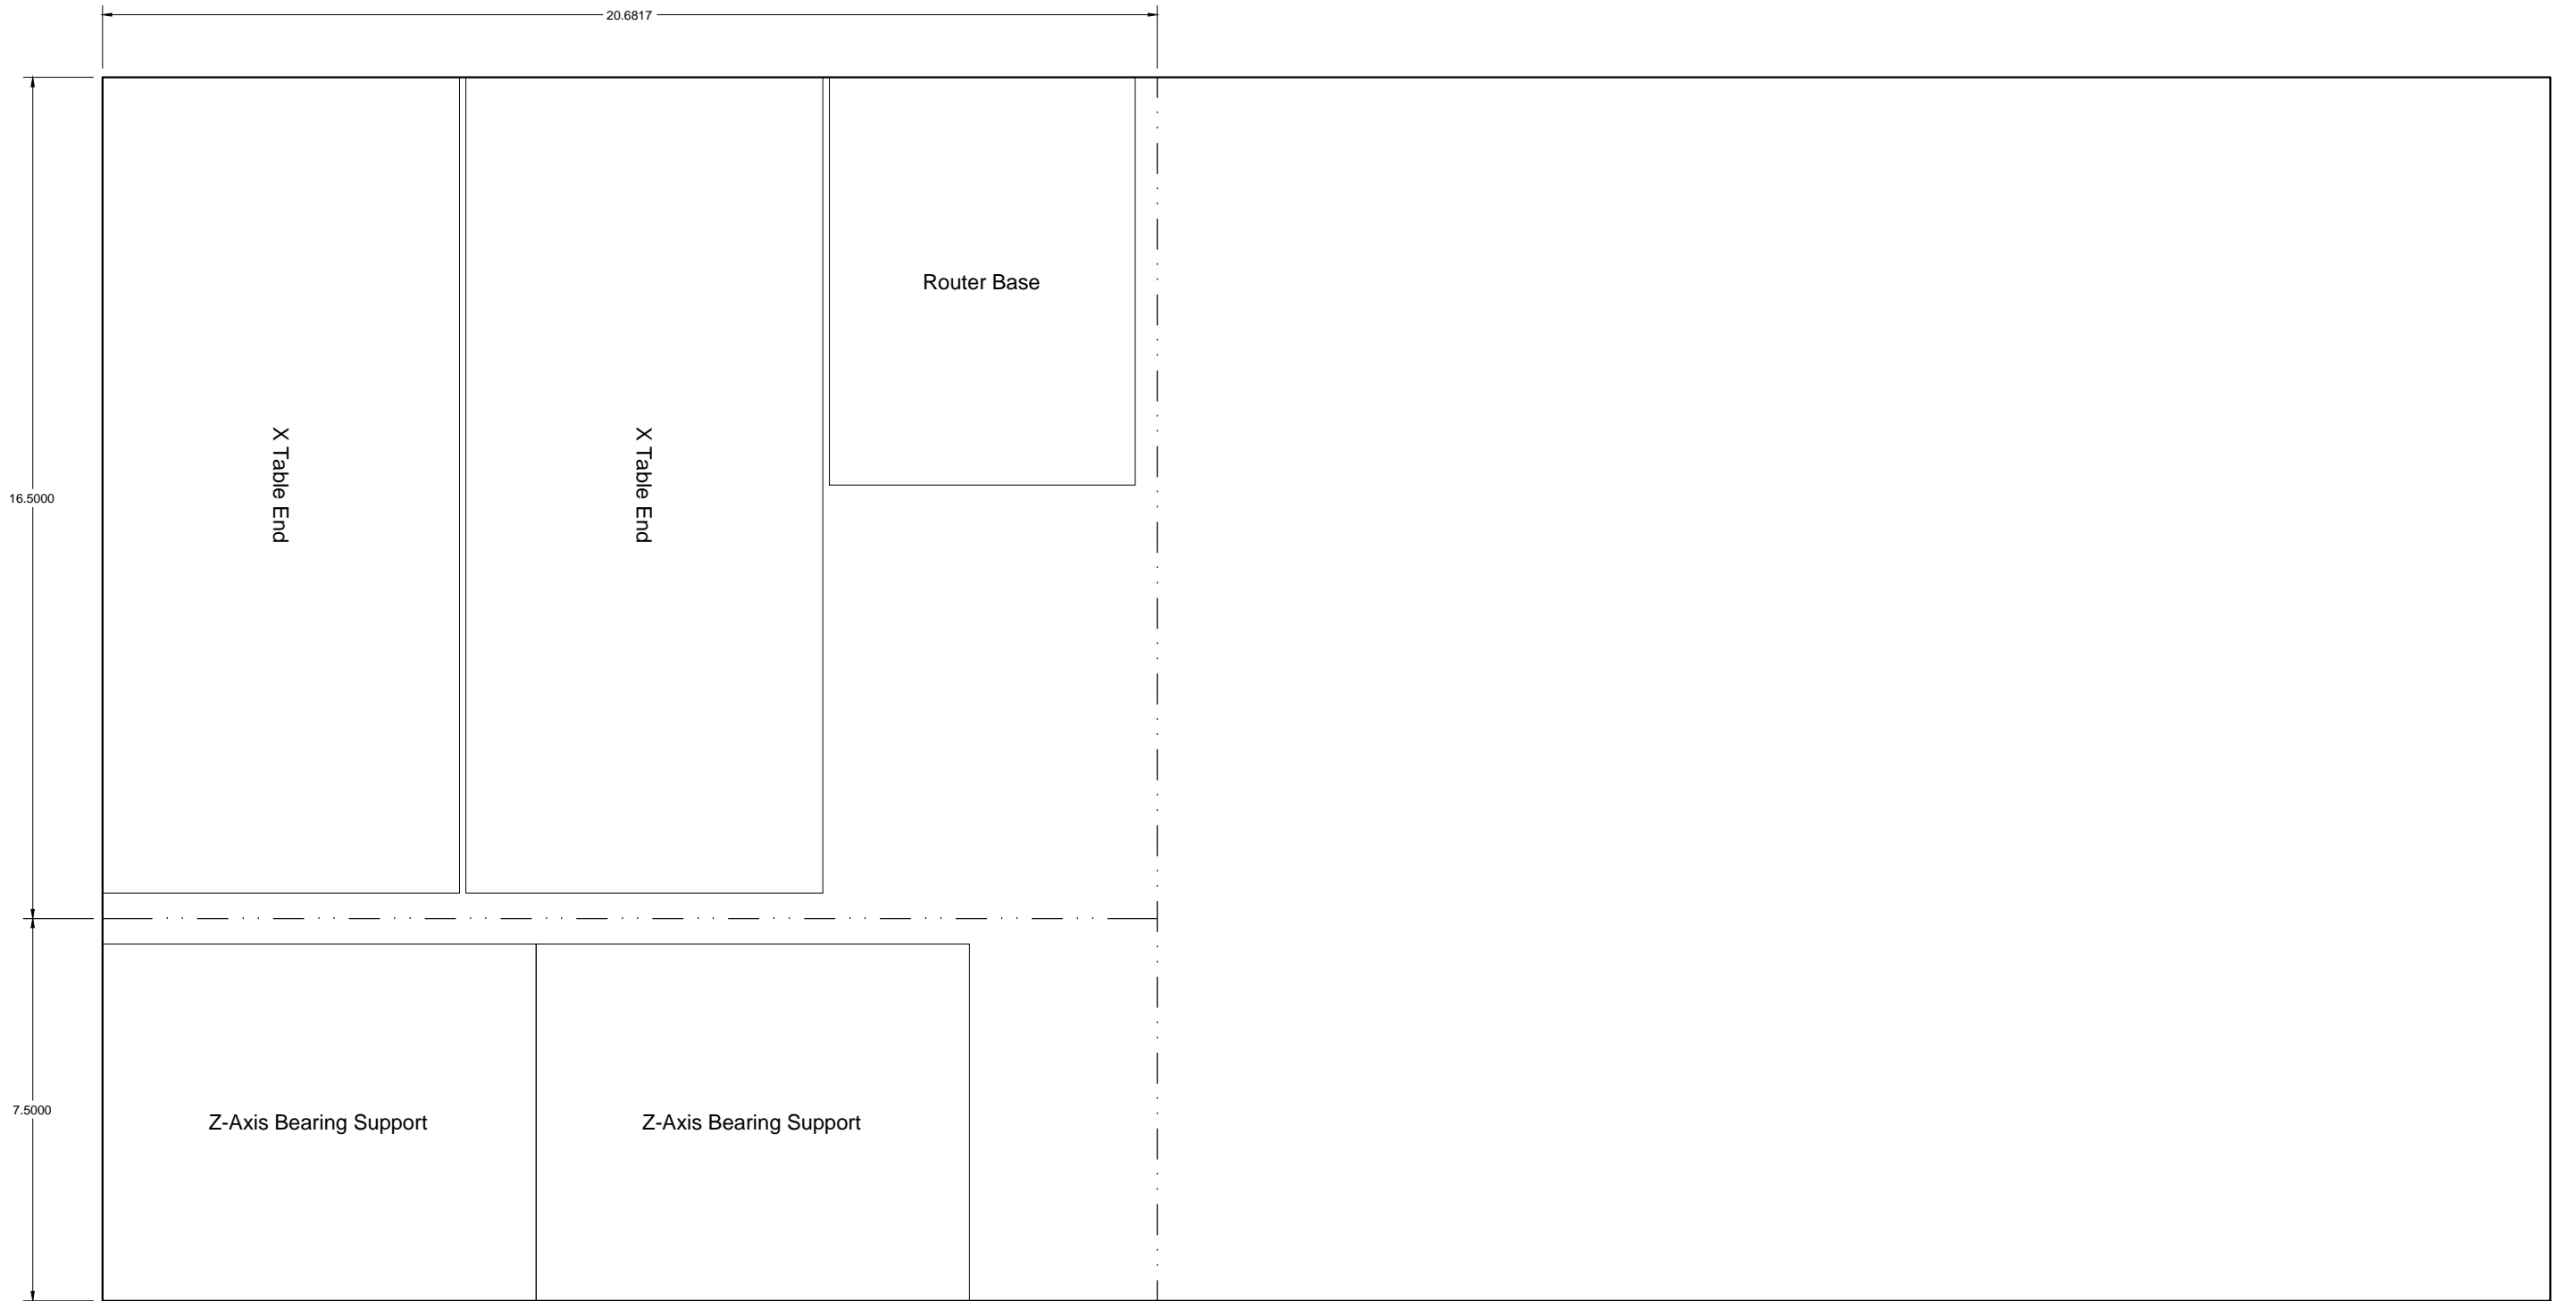 20.6817
Router Base
X Table End
X Table End
16.5000
7.5000
Z-Axis Bearing Support
Z-Axis Bearing Support